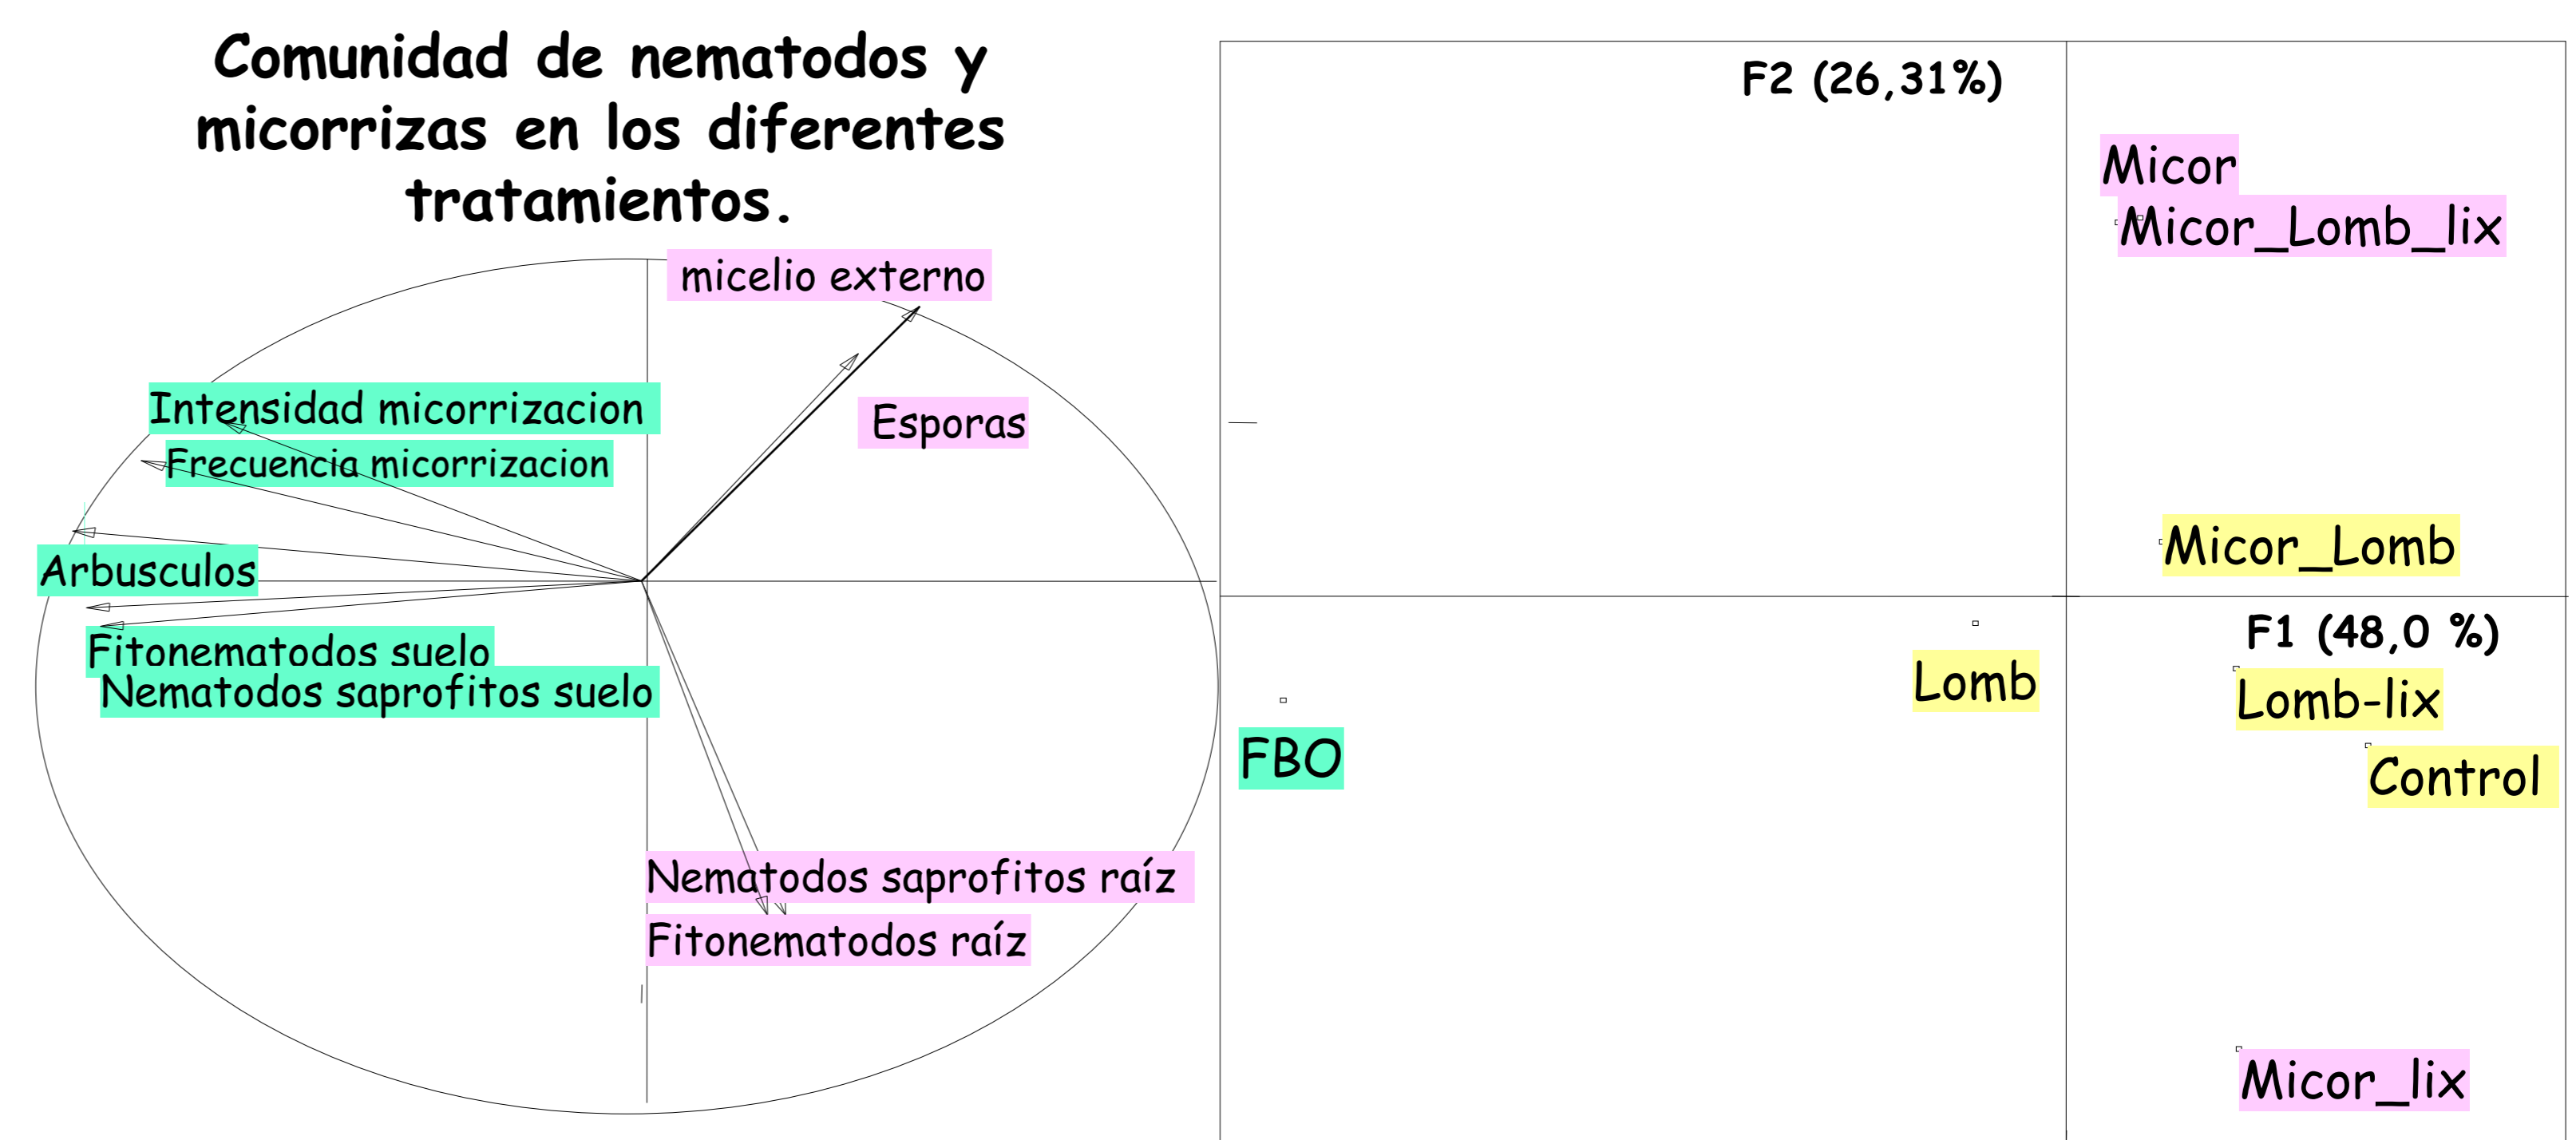 Comunidad de nematodos y
micorrizas en los diferentes
tratamientos.
micelio externo
Esporas
Intensidad micorrizacion
Frecuencia micorrizacion
Arbusculos
Fitonematodos suelo
Nematodos saprofitos suelo
Nematodos saprofitos raíz
Fitonematodos raíz
F2 (26,31%)
Micor
Micor_Lomb_lix
Micor_Lomb
F1 (48,0 %)
Lomb
Lomb-lix
FBO
Control
Micor_lix